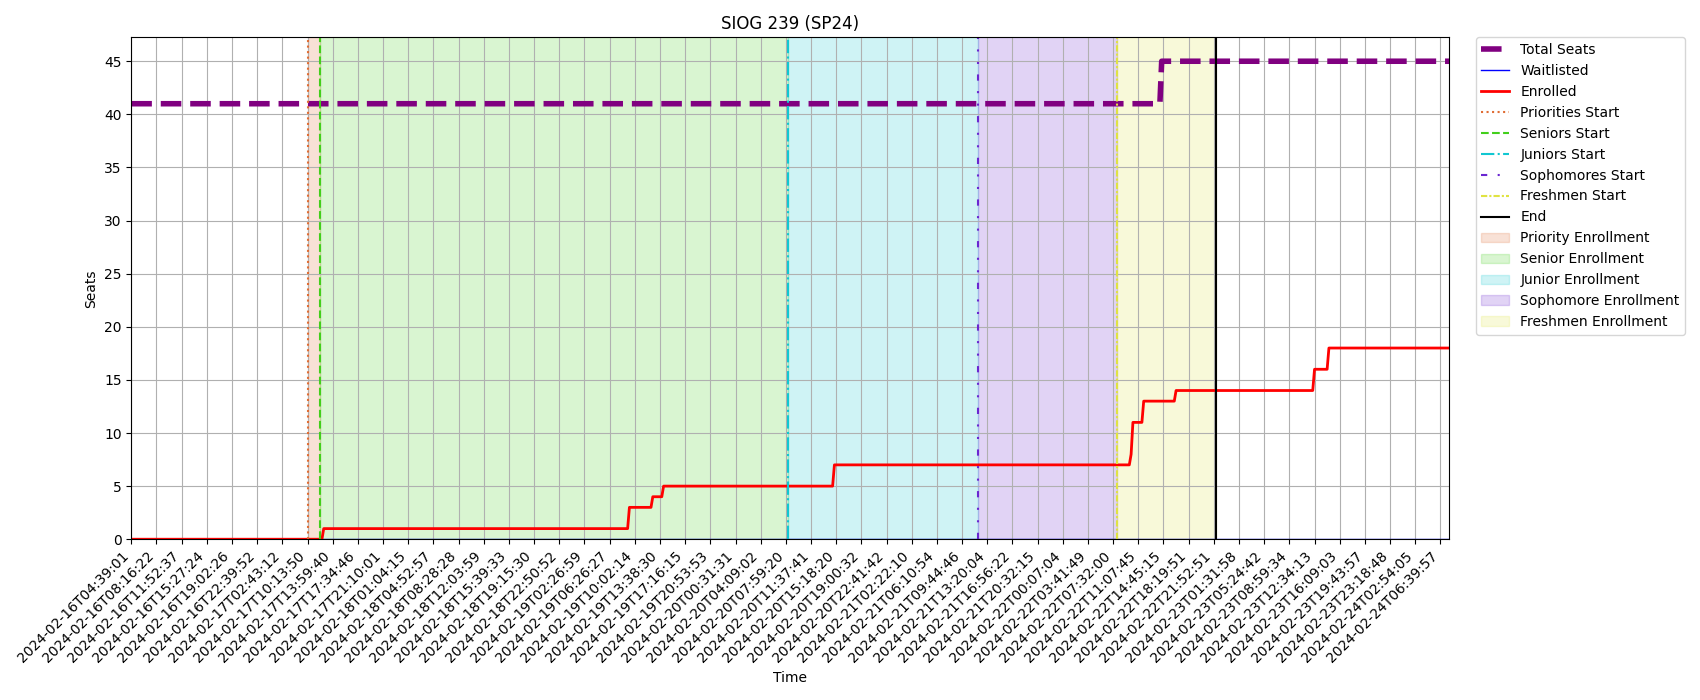 SIOG 239 (SP24)
Seats
45
40
35
30
25
20
15
10
5
0
2024-02-16T04:39:01
2024-02-16T08:16:22
2024-02-16T11:52:37
2024-02-16T15:27:24
2024-02-16T19:02:26
2024-02-16T22:39:52
2024-02-17T02:43:12
2024-02-17T10:13:50
2024-02-17T13:59:40
2024-02-17T17:34:46
2024-02-17T21:10:01
2024-02-18T01:04:15
2024-02-18T04:52:57
2024-02-18T08:28:28
2024-02-18T12:03:59
2024-02-18T15:39:33
2024-02-18T19:15:30
2024-02-18T22:50:52
2024-02-19T02:26:59
2024-02-19T06:26:27
2024-02-19T10:02:14
2024-02-19T13:38:30
2024-02-19T17:16:15
2024-02-19T20:53:53
2024-02-20T00:31:31
2024-02-20T04:09:02
2024-02-20T07:59:20
2024-02-20T11:37:41
2024-02-20T15:18:20
2024-02-20T19:00:32
2024-02-20T22:41:42
2024-02-21T02:22:10
2024-02-21T06:10:54
2024-02-21T09:44:46
2024-02-21T13:20:04
2024-02-21T16:56:22
2024-02-21T20:32:15
2024-02-22T00:07:04
2024-02-22T03:41:49
2024-02-22T07:32:00
2024-02-22T11:07:45
2024-02-22T14:45:15
2024-02-22T18:19:51
2024-02-22T21:52:51
2024-02-23T01:31:58
2024-02-23T05:24:42
2024-02-23T08:59:34
2024-02-23T12:34:13
2024-02-23T16:09:03
2024-02-23T19:43:57
2024-02-23T23:18:48
2024-02-24T02:54:05
2024-02-24T06:39:57
Time
Total Seats
Waitlisted
Enrolled
Priorities Start
Seniors Start
Juniors Start
Sophomores Start
Freshmen Start
End
Priority Enrollment
Senior Enrollment
Junior Enrollment
Sophomore Enrollment
Freshmen Enrollment